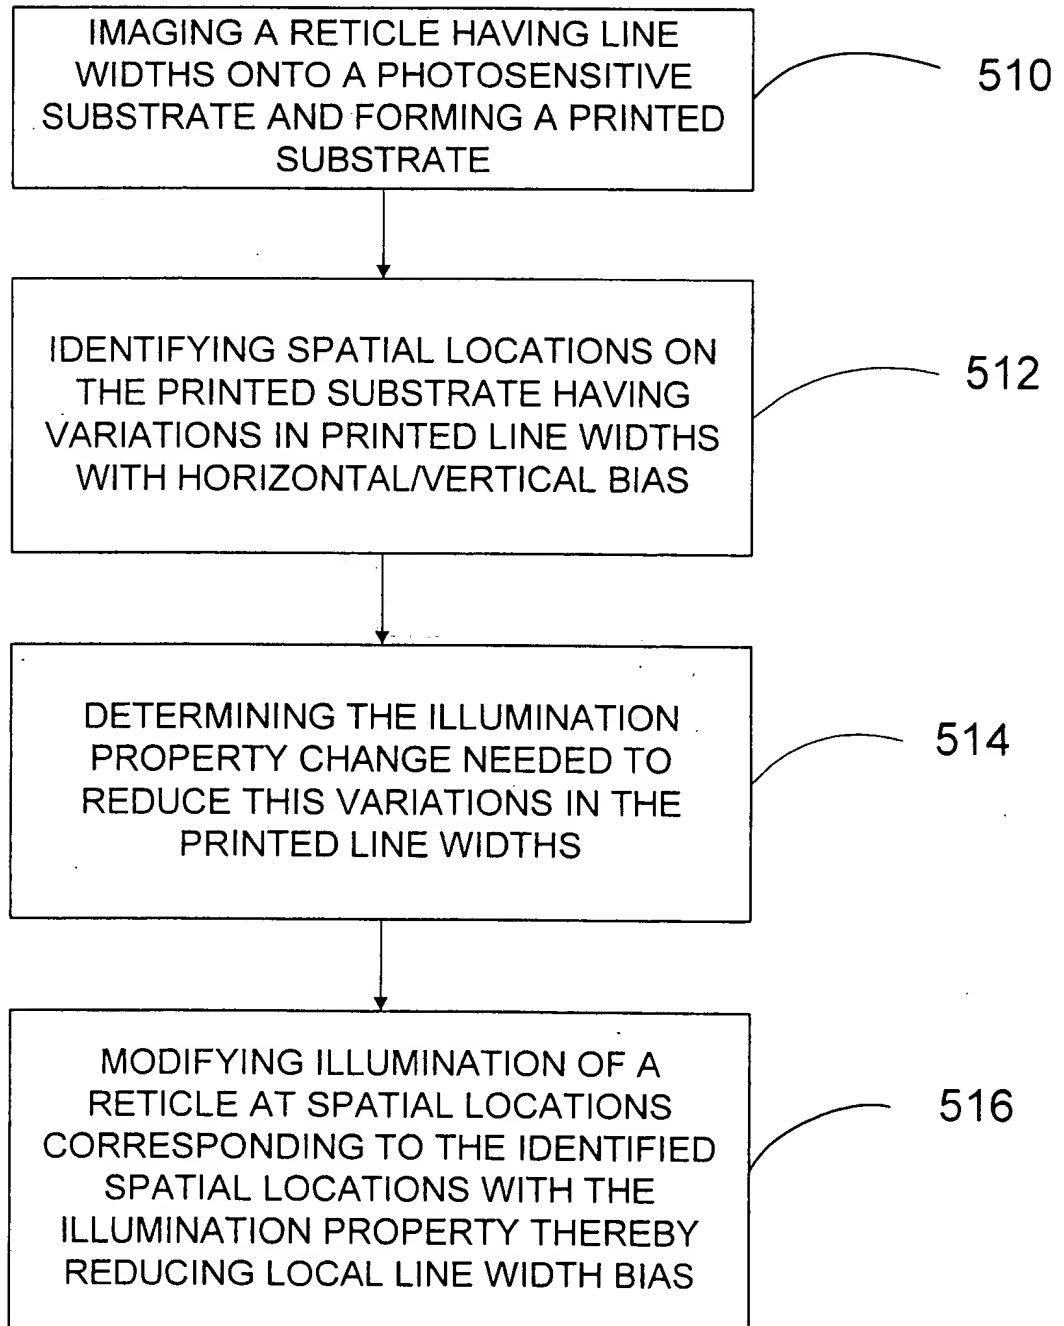 IMAGING A RETICLE HAVING LINE
WIDTHS ONTO A PHOTOSENSITIVE
SUBSTRATE AND FORMING A PRINTED
SUBSTRATE
510
IDENTIFYING SPATIAL LOCATIONS ON
THE PRINTED SUBSTRATE HAVING
VARIATIONS IN PRINTED LINE WIDTHS
WITH HORIZONTAL/VERTICAL BIAS
512
DETERMINING THE ILLUMINATION
PROPERTY CHANGE NEEDED TO
REDUCE THIS VARIATIONS IN THE
PRINTED LINE WIDTHS
514
MODIFYING ILLUMINATION OF A
RETICLE AT SPATIAL LOCATIONS
CORRESPONDING TO THE IDENTIFIED
SPATIAL LOCATIONS WITH THE
ILLUMINATION PROPERTY THEREBY
REDUCING LOCAL LINE WIDTH BIAS
516